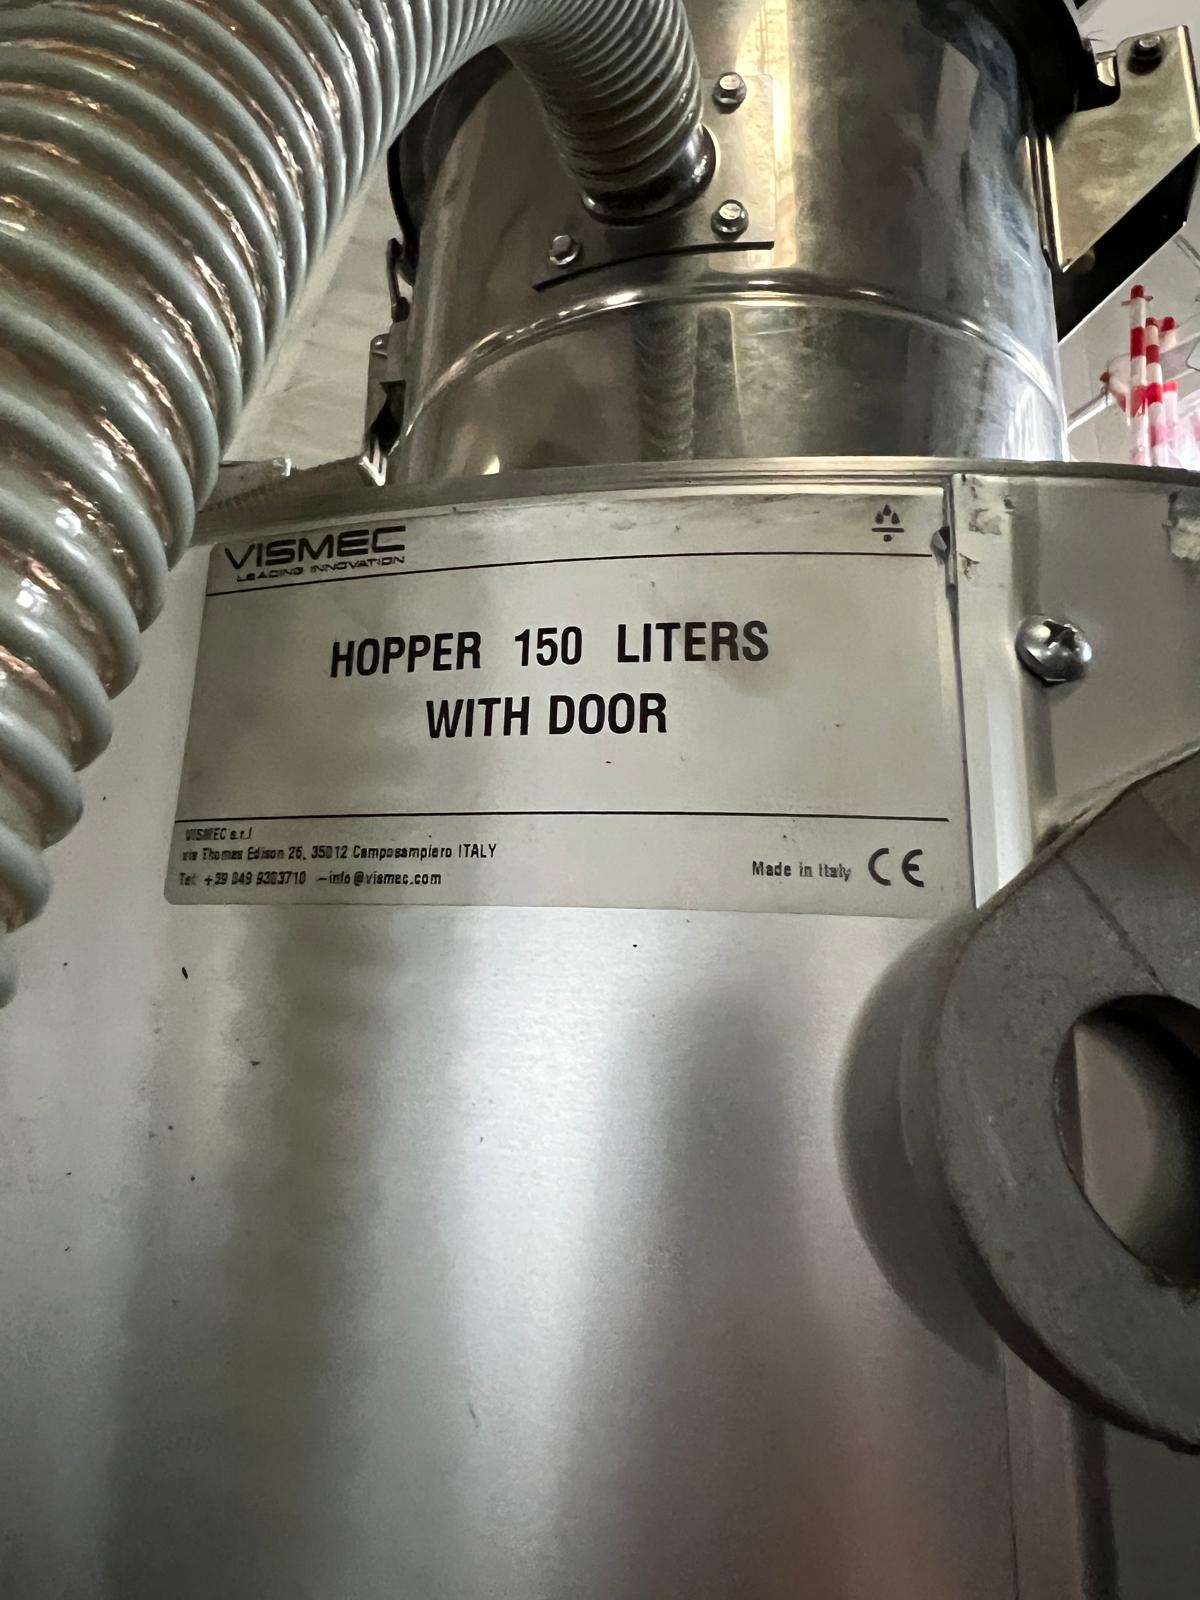 VISMEC
LEADING INNOVATION
HOPPER 150 LITERS
WITH DOOR
VISMEC s.r.l
via Thomas Edison 26, 35012 Camposampiero ITALY
Tel: +39 049 9303710 - info@vismec.com
Made in Italy CE